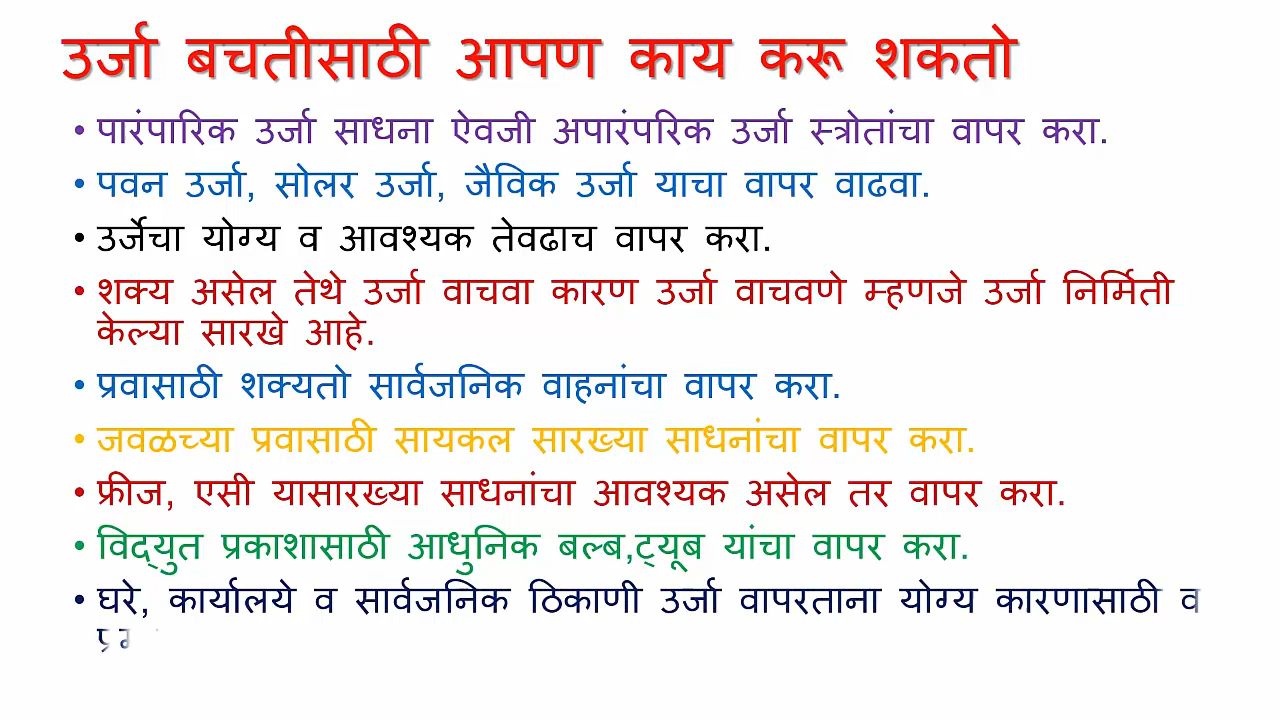 उर्जा बचतीसाठी आपण काय करू शकतो
• पारंपारिक उर्जा साधना ऐवजी अपारंपरिक उर्जा स्त्रोतांचा वापर करा.
• पवन उर्जा, सोलर उर्जा, जैविक उर्जा याचा वापर वाढवा.
• उर्जेचा योग्य व आवश्यक तेवढाच वापर करा.
• शक्य असेल तेथे उर्जा वाचवा कारण उर्जा वाचवणे म्हणजे उर्जा निर्मिती
केल्या सारखे आहे.
• प्रवासाठी शक्यतो सार्वजनिक वाहनांचा वापर करा.
• जवळच्या प्रवासाठी सायकल सारख्या साधनांचा वापर करा.
• फ्रीज, एसी यासारख्या साधनांचा आवश्यक असेल तर वापर करा.
• विद्‌युत प्रकाशासाठी आधुनिक बल्ब,ट्यूब यांचा वापर करा.
• घरे, कार्यालये व सार्वजनिक ठिकाणी उर्जा वापरताना योग्य कारणासाठी व